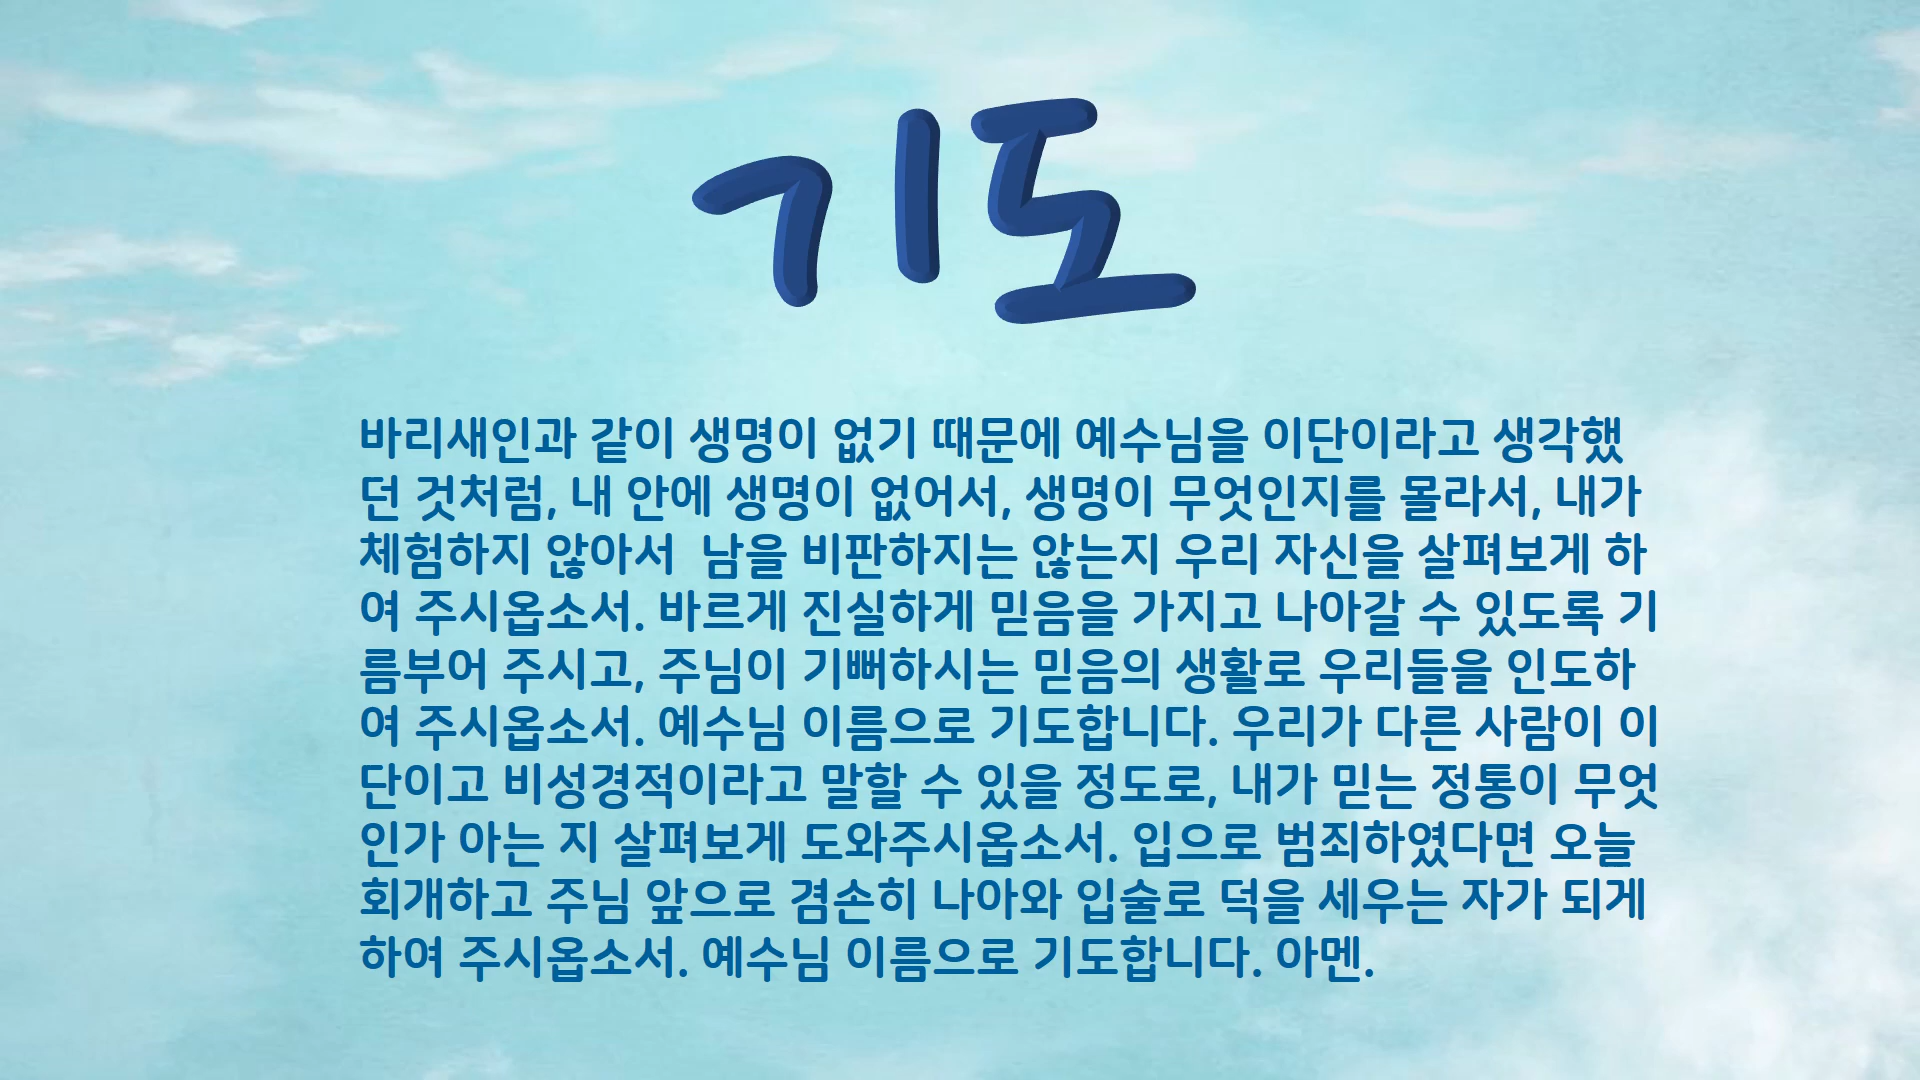 기도
바리새인과 같이 생명이 없기 때문에 예수님을 이단이라고 생각했
던 것처럼, 내 안에 생명이 없어서, 생명이 무엇인지를 몰라서, 내가
체험하지 않아서  남을 비판하지는 않는지 우리 자신을 살펴보게 하
여 주시옵소서. 바르게 진실하게 믿음을 가지고 나아갈 수 있도록 기
름부어 주시고, 주님이 기뻐하시는 믿음의 생활로 우리들을 인도하
여 주시옵소서. 예수님 이름으로 기도합니다. 우리가 다른 사람이 이
단이고 비성경적이라고 말할 수 있을 정도로, 내가 믿는 정통이 무엇
인가 아는 지 살펴보게 도와주시옵소서. 입으로 범죄하였다면 오늘
회개하고 주님 앞으로 겸손히 나아와 입술로 덕을 세우는 자가 되게
하여 주시옵소서. 예수님 이름으로 기도합니다. 아멘.